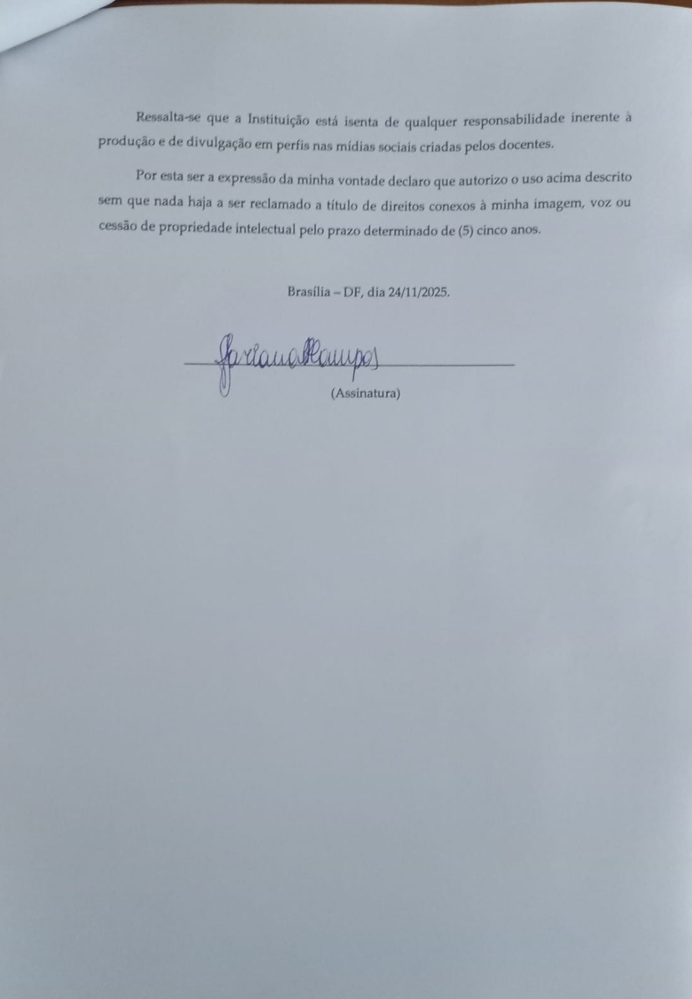 Ressalta-se que a Instituição está isenta de qualquer responsabilidade inerente à
produção e de divulgação em perfis nas mídias sociais criadas pelos docentes.
Por esta ser a expressão da minha vontade declaro que autorizo o uso acima descrito
sem que nada haja a ser reclamado a título de direitos conexos à minha imagem, voz ou
cessão de propriedade intelectual pelo prazo determinado de (5) cinco anos.
Brasília – DF, dia 24/11/2025.
(Assinatura)